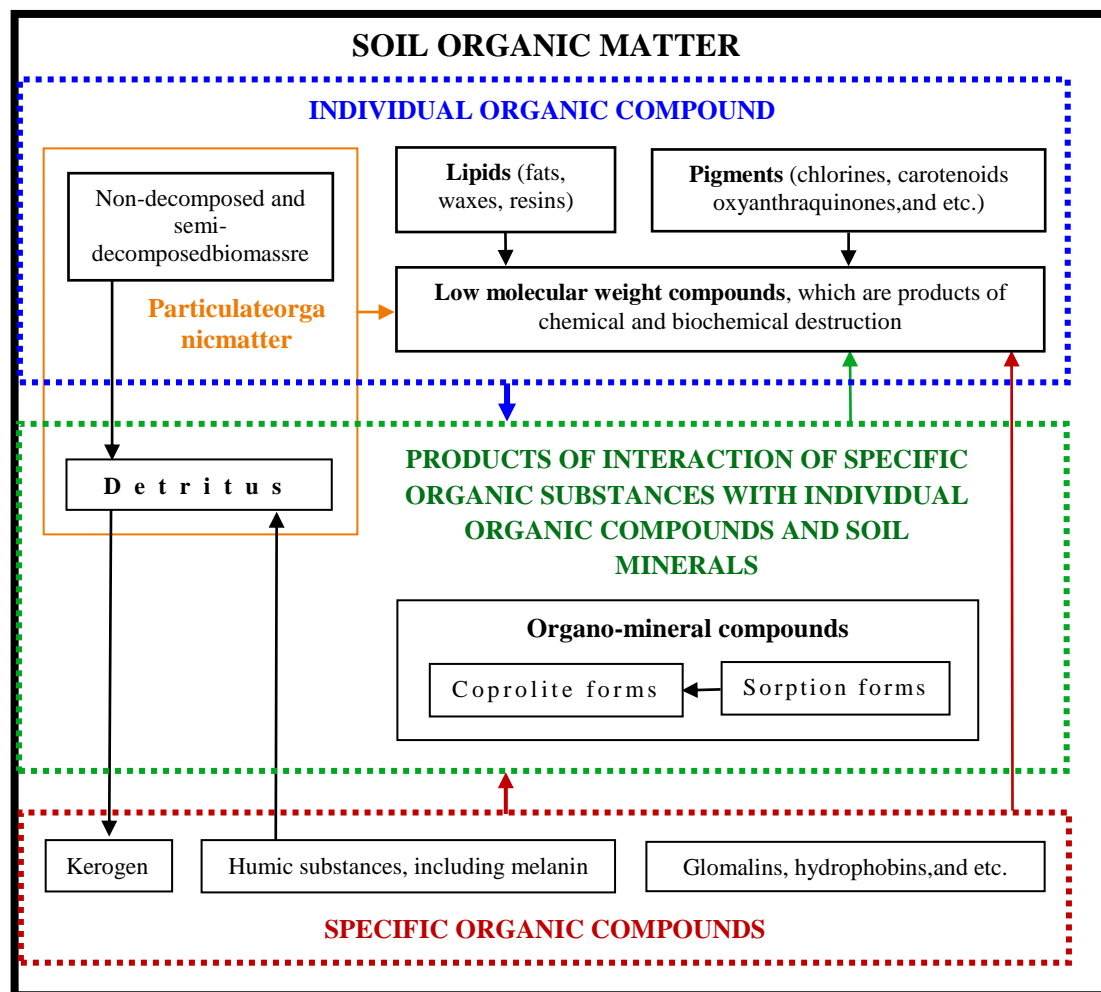 SOIL ORGANIC MATTER
INDIVIDUAL ORGANIC COMPOUND
Non-decomposed and
semi-
decomposedbiomassre
Lipids (fats,
waxes, resins)
Pigments (chlorines, carotenoids
oxyanthraquinones,and etc.)
Particulateorga
nicmatter
Low molecular weight compounds, which are products of
chemical and biochemical destruction
Detritus
PRODUCTS OF INTERACTION OF SPECIFIC
ORGANIC SUBSTANCES WITH INDIVIDUAL
ORGANIC COMPOUNDS AND SOIL
MINERALS
Organo-mineral compounds
Coprolite forms
Sorption forms
Kerogen
Humic substances, including melanin
Glomalins, hydrophobins,and etc.
SPECIFIC ORGANIC COMPOUNDS